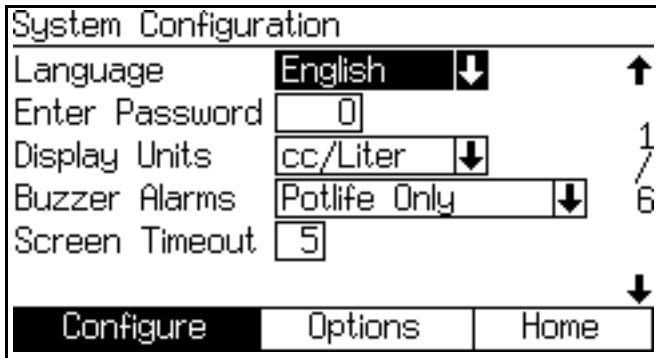 System Configuration
Language English
Enter Password 0
Display Units cc/Liter
Buzzer Alarms Potlife Only
Screen Timeout 5
1/6
Configure Options Home